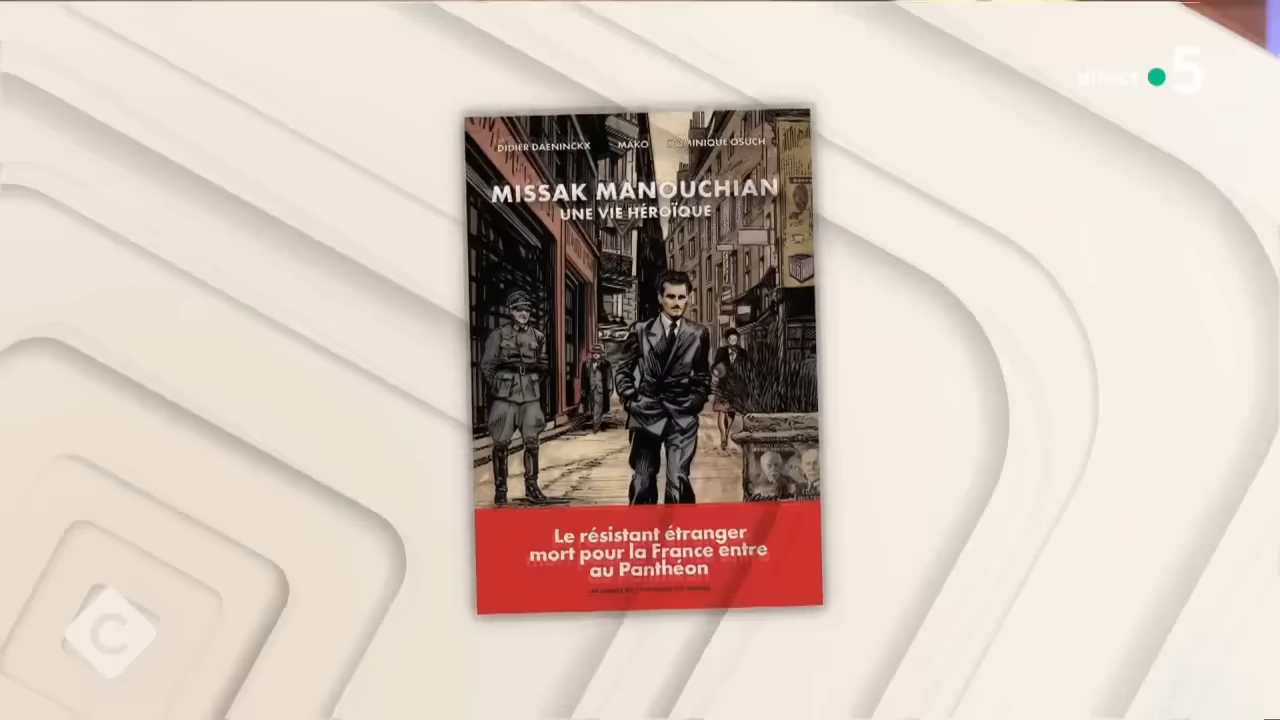 direct 5
DIDIER DAENINCKX MAKO DOMINIQUE OSUCH
MISSAK MANOUCHIAN
UNE VIE HÉROÏQUE
Le résistant étranger
mort pour la France entre
au Panthéon
C